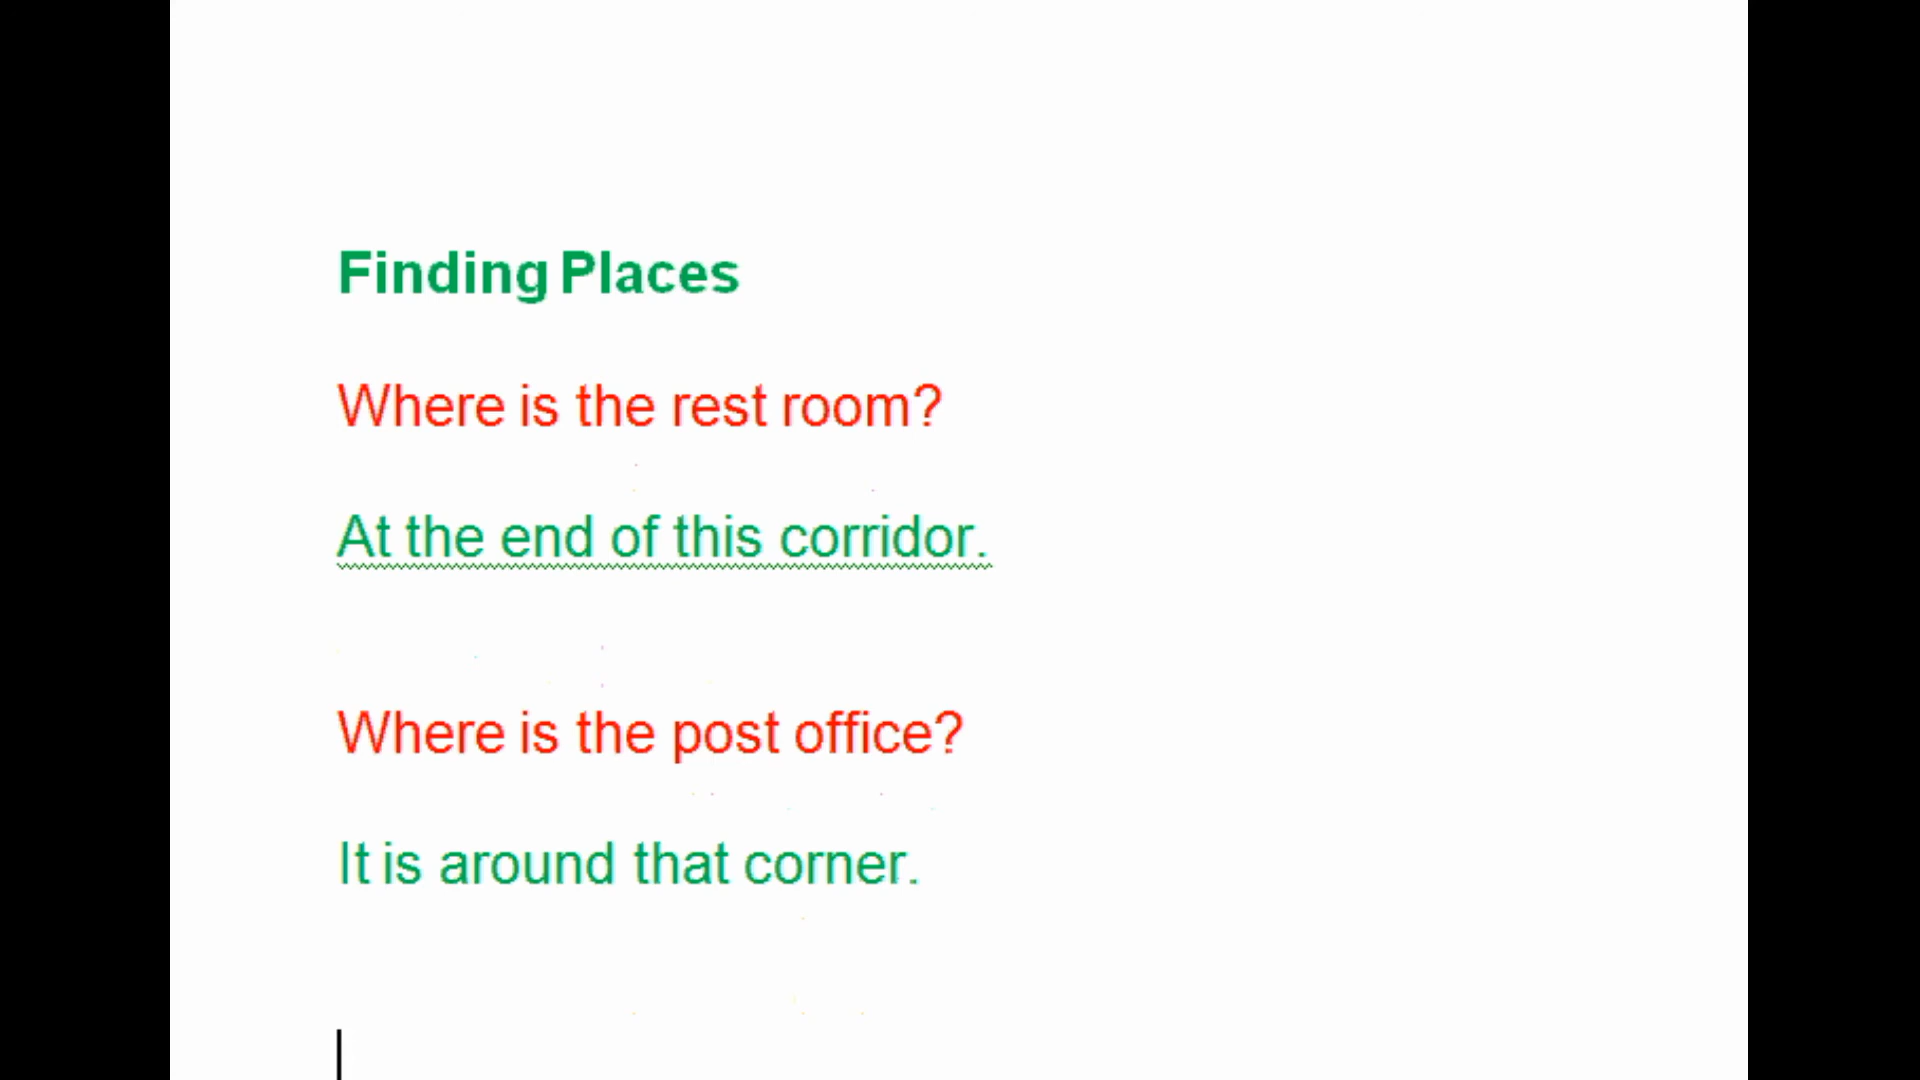 Finding Places
Where is the rest room?
At the end of this corridor.
Where is the post office?
It is around that corner.